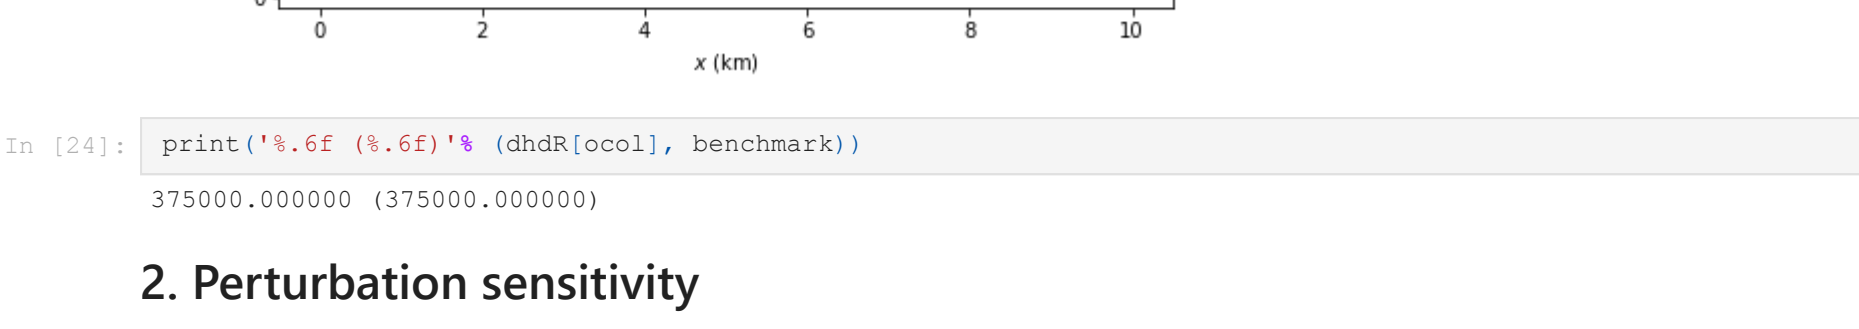 0 2 4 6 8 10
x (km)
In [24]: print('%.6f (%.6f)'% (dhdR[ocol], benchmark))
375000.000000 (375000.000000)
2. Perturbation sensitivity